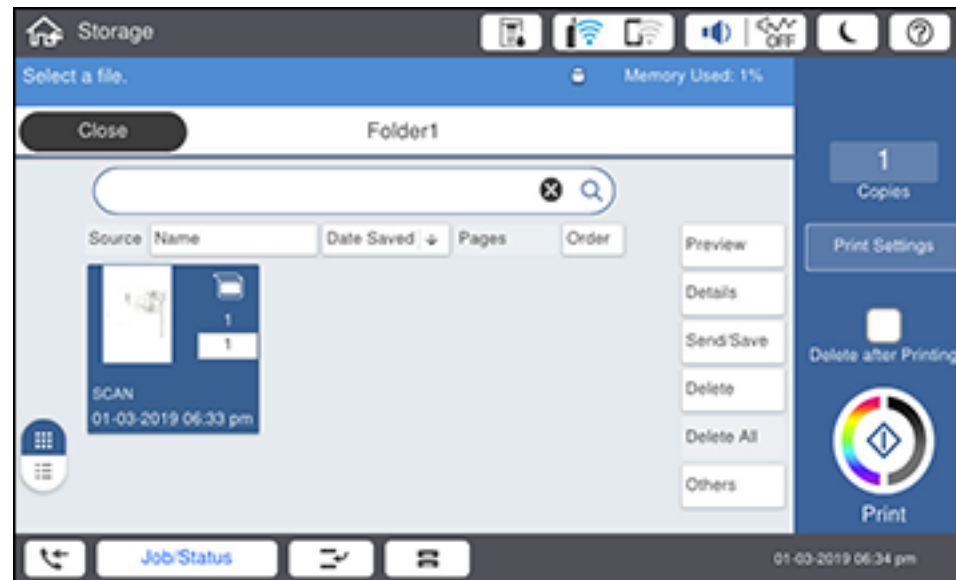 Storage
OFF
Select a file.
Memory Used: 1%
Close
Folder1
1
Copies
Source Name Date Saved Pages Order
Preview
Print Settings
Details
1
1
Send/Save
Delete after Printing
SCAN
01-03-2019 06:33 pm
Delete
Delete All
Others
Print
Job/Status
01-03-2019 06:34 pm